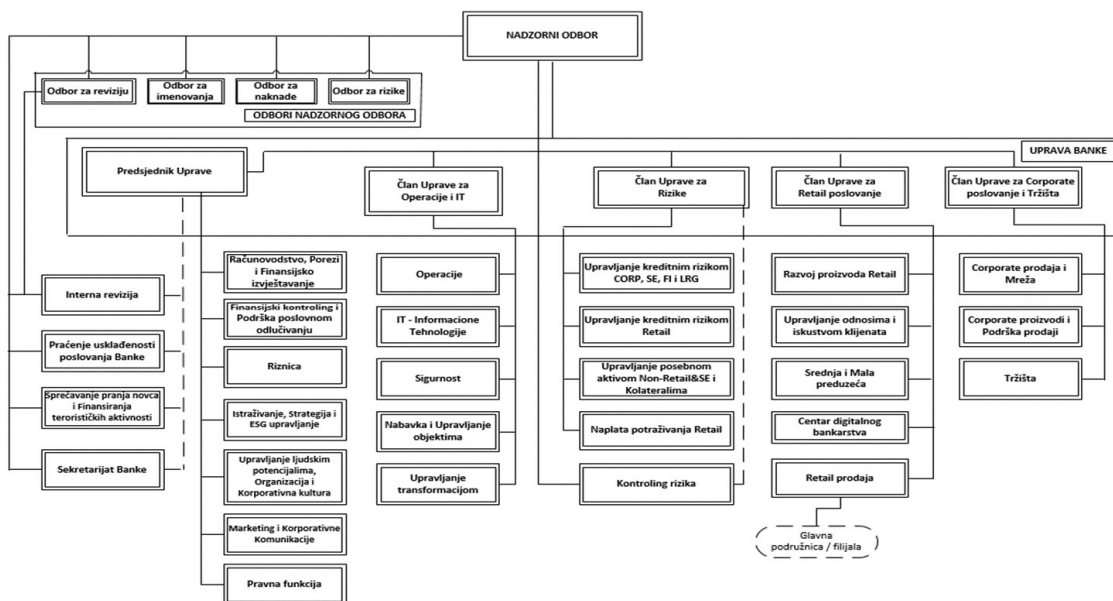 NADZORNI ODBOR
Odbor za reviziju
Odbor za
imenovanja
Odbor za
naknade
Odbor za rizike
ODBORI NADZORNOG ODBORA
UPRAVA BANKE
Predsjednik Uprave
Član Uprave za
Operacije i IT
Član Uprave za
Rizike
Član Uprave za
Retail poslovanje
Član Uprave za Corporate
poslovanje i Tržišta
Interna revizija
Praćenje usklađenosti
poslovanja Banke
Sprečavanje pranja novca
i Finansiranja
terorističkih aktivnosti
Sekretarijat Banke
Računovodstvo, Porezi
i Finansijsko
izvještavanje
Finansijski kontroling i
Podrška poslovnom
odlučivanju
Riznica
Istraživanje, Strategija i
ESG upravljanje
Upravljanje ljudskim
potencijalima,
Organizacija i
Korporativna kultura
Marketing i Korporativne
Komunikacije
Pravna funkcija
Operacije
IT - Informacione
Tehnologije
Sigurnost
Nabavka i Upravljanje
objektima
Upravljanje
transformacijom
Upravljanje kreditnim rizikom
CORP, SE, FI i LRG
Upravljanje kreditnim rizikom
Retail
Upravljanje posebnom
aktivom Non-Retail&SE i
Kolateralima
Naplata potraživanja Retail
Kontroling rizika
Razvoj proizvoda Retail
Upravljanje odnosima i
iskustvom klijenata
Srednja i Mala
preduzeća
Centar digitalnog
bankarstva
Retail prodaja
Glavna
podružnica / filijala
Corporate prodaja i
Mreža
Corporate proizvodi i
Podrška prodaji
Tržišta